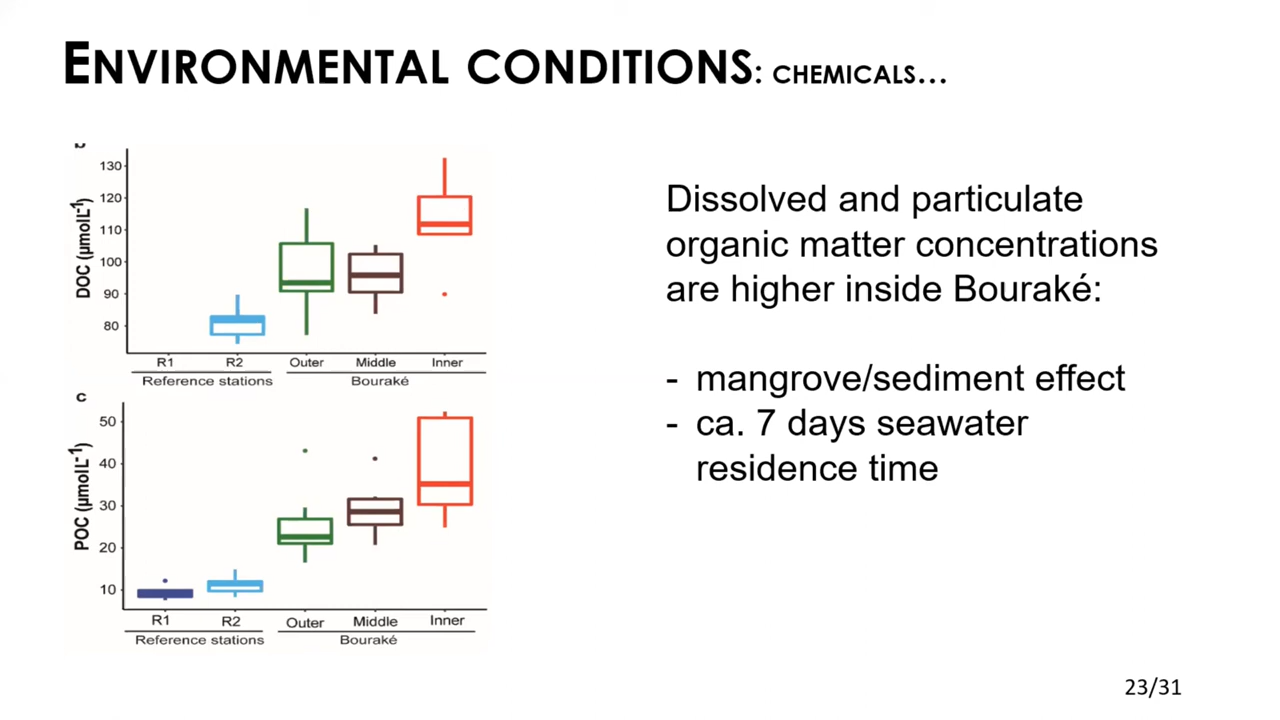 ENVIRONMENTAL CONDITIONS: CHEMICALS…
b
DOC (µmolL-1)
130
120
110
100
90
80
R1 R2 Outer Middle Inner
Reference stations Bouraké
c
POC (µmolL-1)
50
40
30
20
10
R1 R2 Outer Middle Inner
Reference stations Bouraké
Dissolved and particulate
organic matter concentrations
are higher inside Bouraké:
- mangrove/sediment effect
- ca. 7 days seawater
residence time
23/31